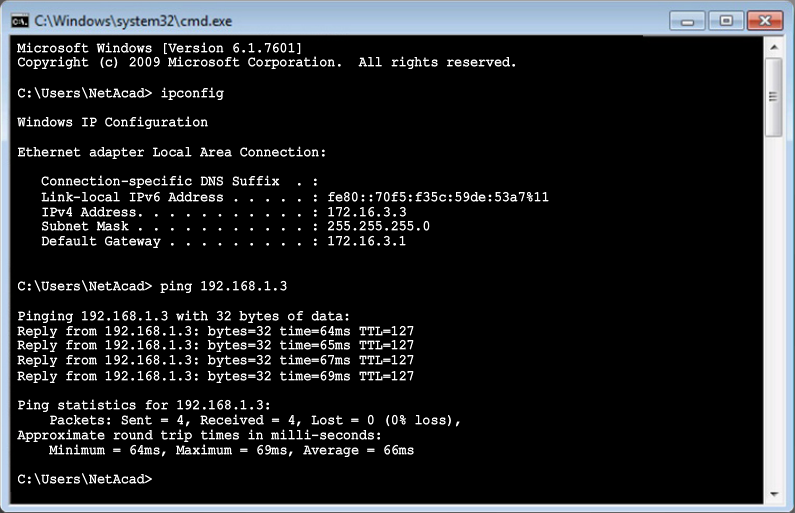 C:\Windows\system32\cmd.exe
Microsoft Windows [Version 6.1.7601]
Copyright (c) 2009 Microsoft Corporation.  All rights reserved.
C:\Users\NetAcad> ipconfig
Windows IP Configuration
Ethernet adapter Local Area Connection:
Connection-specific DNS Suffix  . :
Link-local IPv6 Address . . . . . : fe80::70f5:f35c:59de:53a7%11
IPv4 Address. . . . . . . . . . . : 172.16.3.3
Subnet Mask . . . . . . . . . . . : 255.255.255.0
Default Gateway . . . . . . . . . : 172.16.3.1
C:\Users\NetAcad> ping 192.168.1.3
Pinging 192.168.1.3 with 32 bytes of data:
Reply from 192.168.1.3: bytes=32 time=64ms TTL=127
Reply from 192.168.1.3: bytes=32 time=65ms TTL=127
Reply from 192.168.1.3: bytes=32 time=67ms TTL=127
Reply from 192.168.1.3: bytes=32 time=69ms TTL=127
Ping statistics for 192.168.1.3:
Packets: Sent = 4, Received = 4, Lost = 0 (0% loss),
Approximate round trip times in milli-seconds:
Minimum = 64ms, Maximum = 69ms, Average = 66ms
C:\Users\NetAcad>